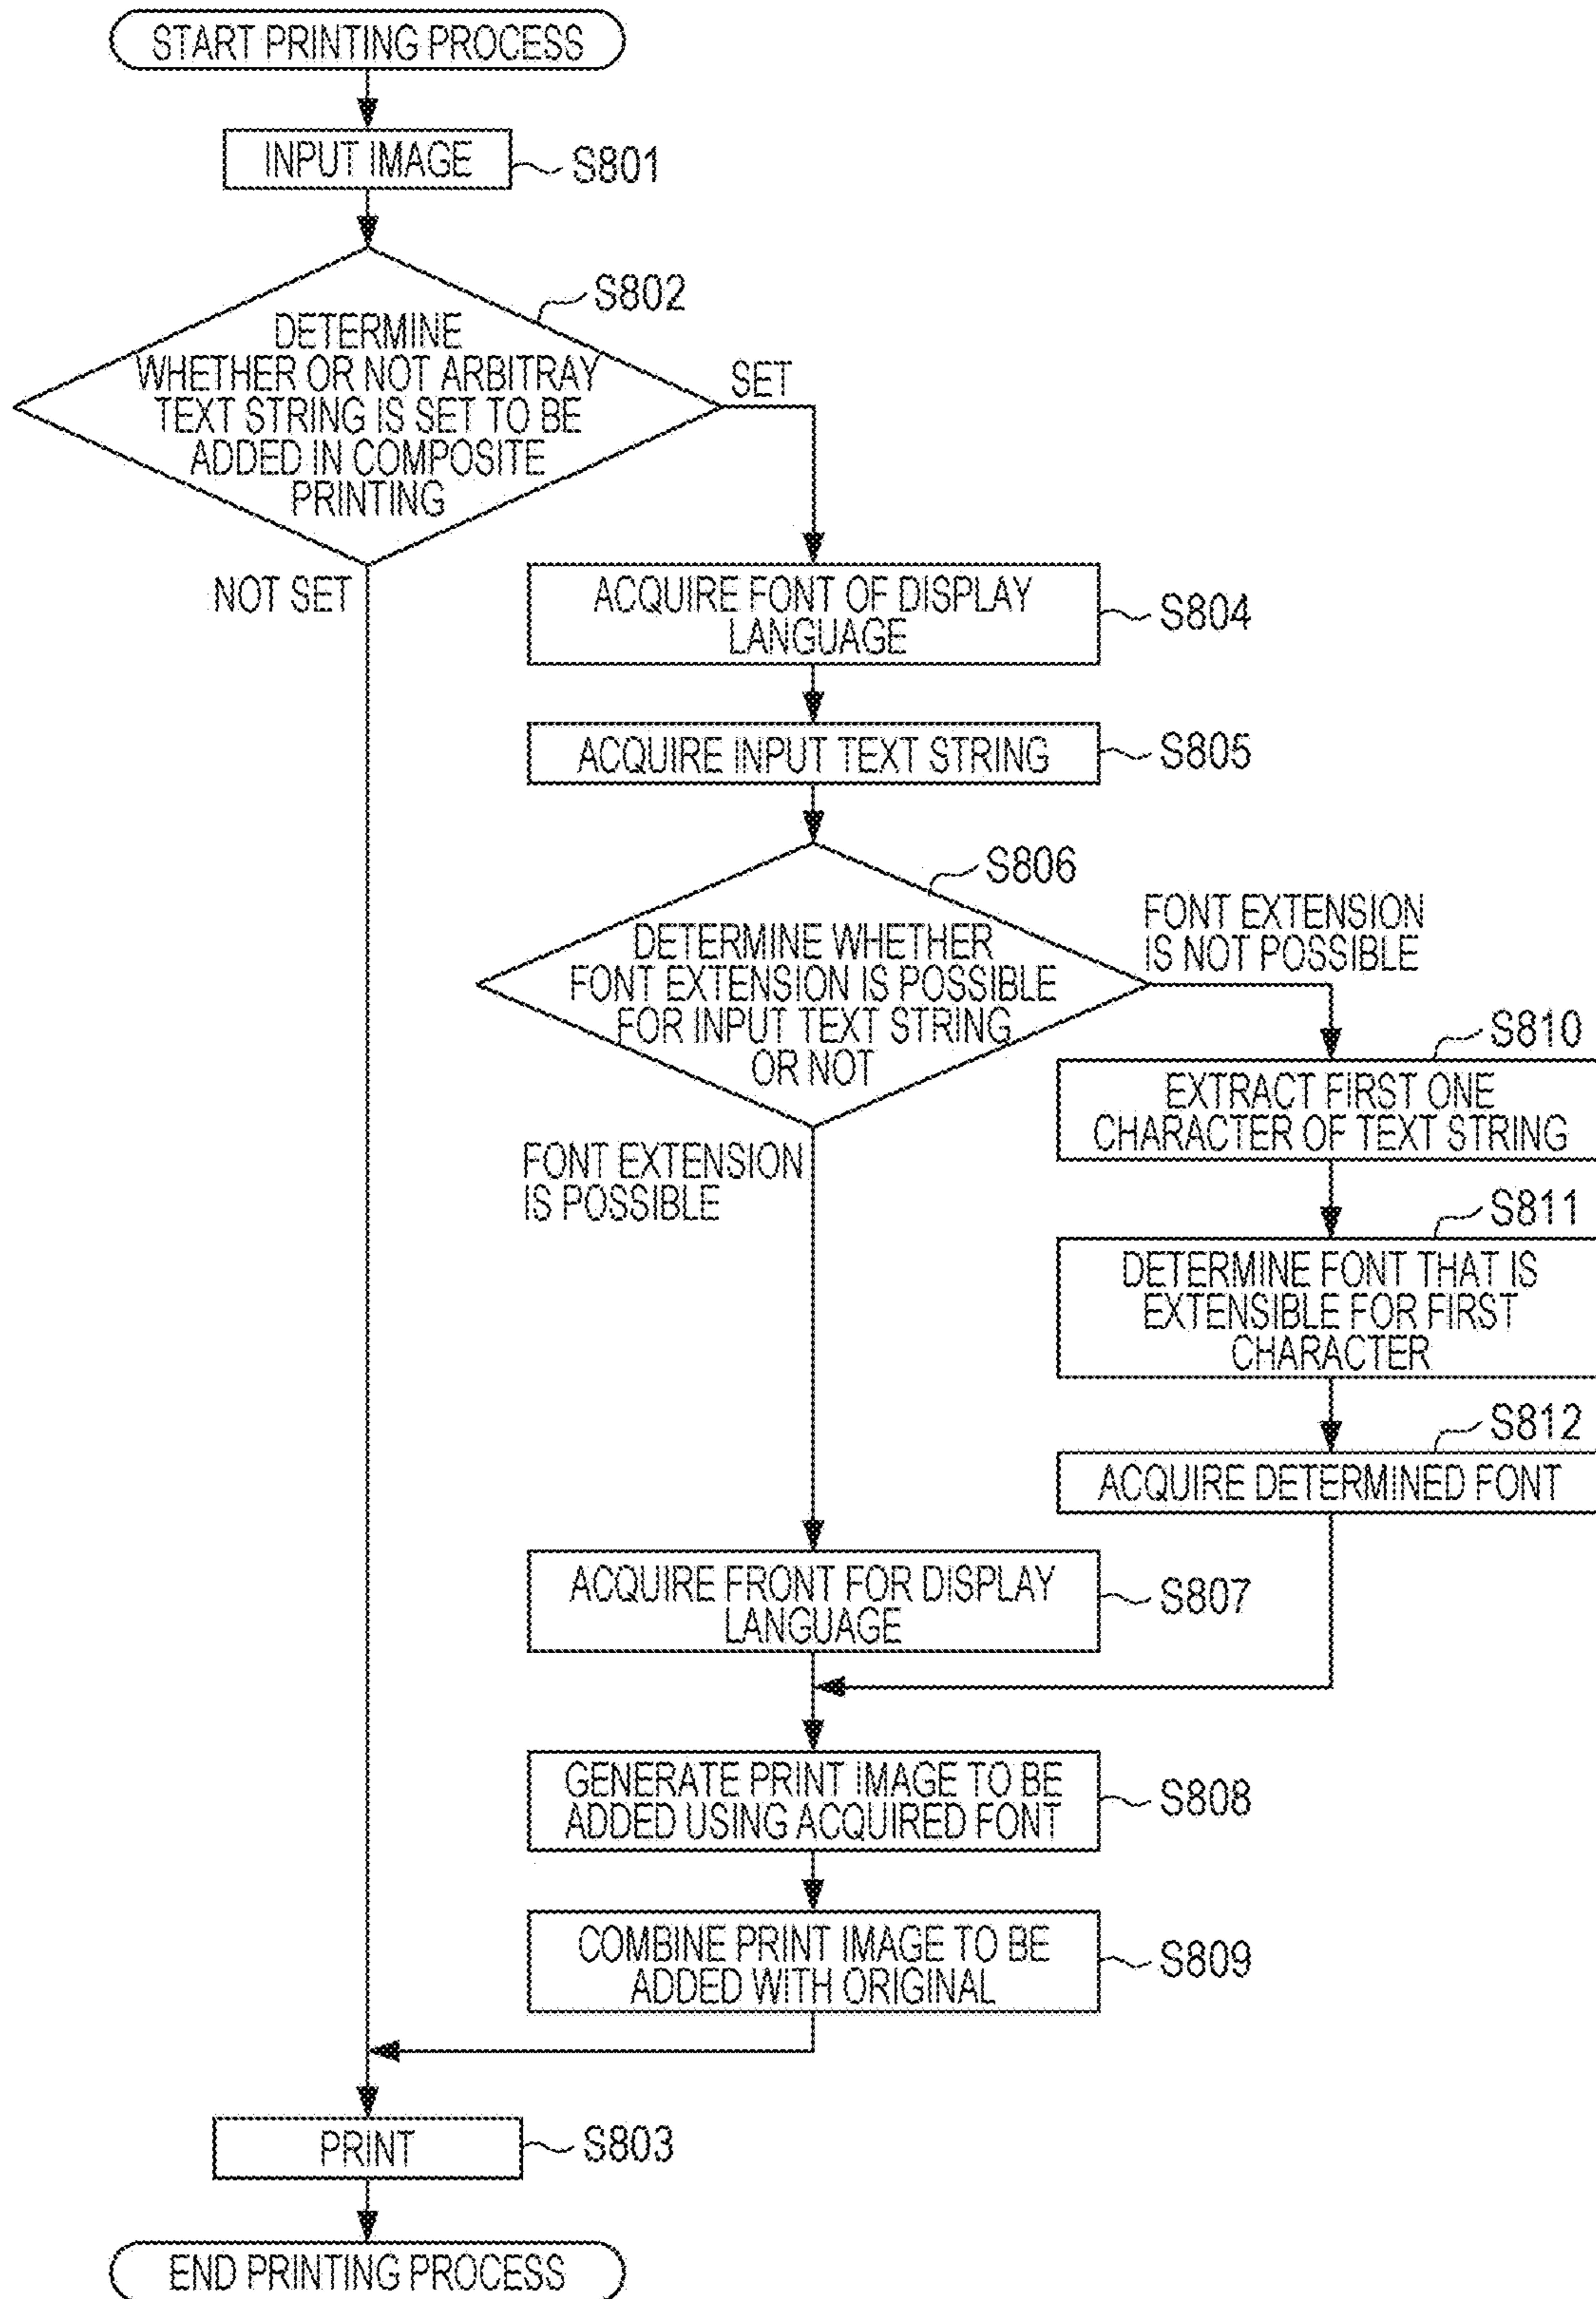 START PRINTING PROCESS
INPUT IMAGE
S801
S802
DETERMINE
WHETHER OR NOT ARBITRAY
TEXT STRING IS SET TO BE
ADDED IN COMPOSITE
PRINTING
SET
NOT SET
ACQUIRE FONT OF DISPLAY
LANGUAGE
S804
ACQUIRE INPUT TEXT STRING
S805
S806
DETERMINE WHETHER
FONT EXTENSION IS POSSIBLE
FOR INPUT TEXT STRING
OR NOT
FONT EXTENSION
IS NOT POSSIBLE
S810
EXTRACT FIRST ONE
CHARACTER OF TEXT STRING
FONT EXTENSION
IS POSSIBLE
S811
DETERMINE FONT THAT IS
EXTENSIBLE FOR FIRST
CHARACTER
S812
ACQUIRE DETERMINED FONT
ACQUIRE FRONT FOR DISPLAY
LANGUAGE
S807
GENERATE PRINT IMAGE TO BE
ADDED USING ACQUIRED FONT
S808
COMBINE PRINT IMAGE TO BE
ADDED WITH ORIGINAL
S809
PRINT
S803
END PRINTING PROCESS